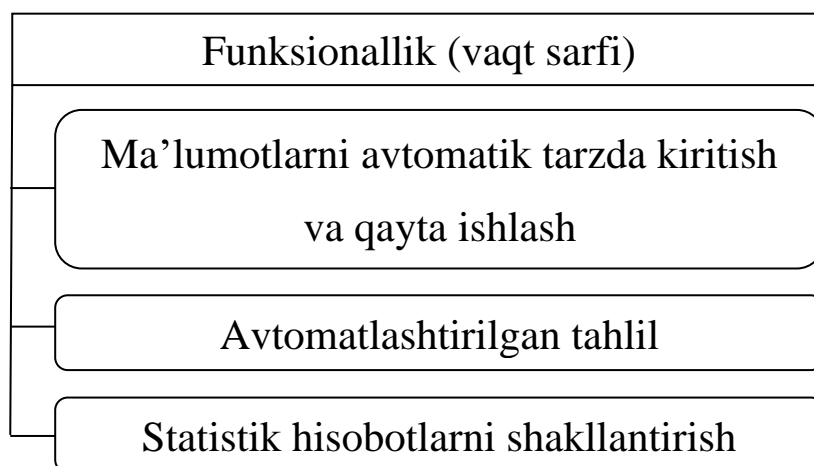 Funksionallik (vaqt sarfi)
Ma’lumotlarni avtomatik tarzda kiritish
va qayta ishlash
Avtomatlashtirilgan tahlil
Statistik hisobotlarni shakllantirish